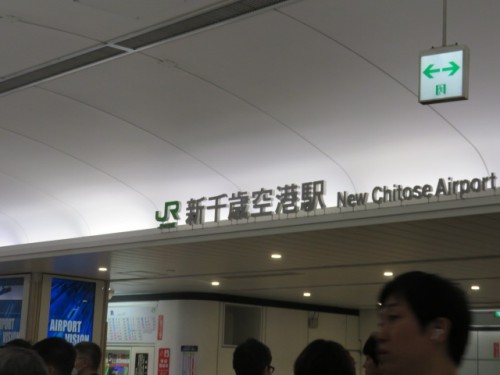 JR 新千歳空港駅 New Chitose Airport
AIRPORT
VISION